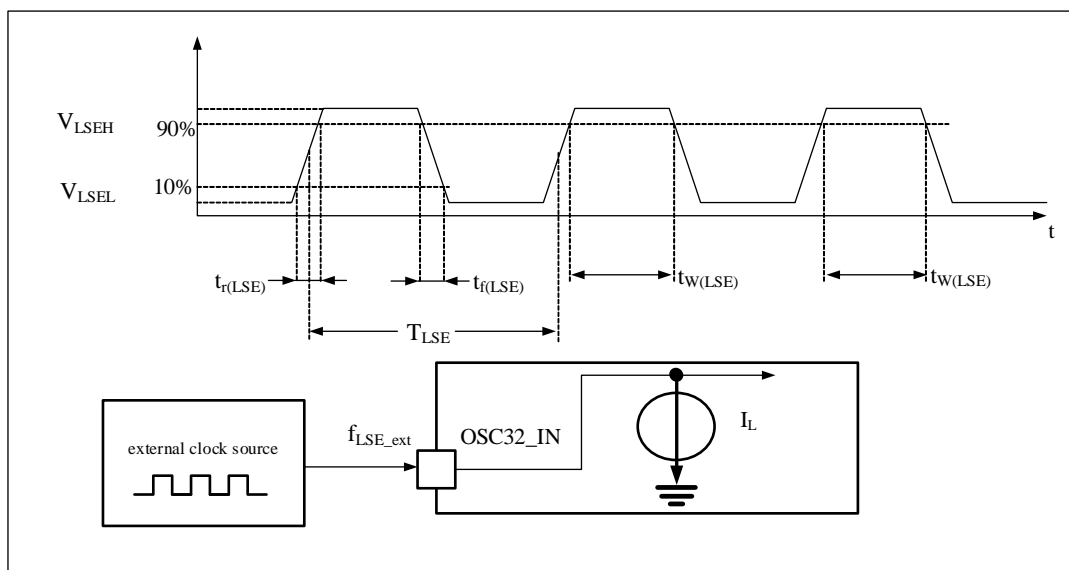 V_LSEH
90%
10%
V_LSEL
t
t_r(LSE)
t_f(LSE)
t_W(LSE)
t_W(LSE)
T_LSE
external clock source
f_LSE_ext
OSC32_IN
I_L